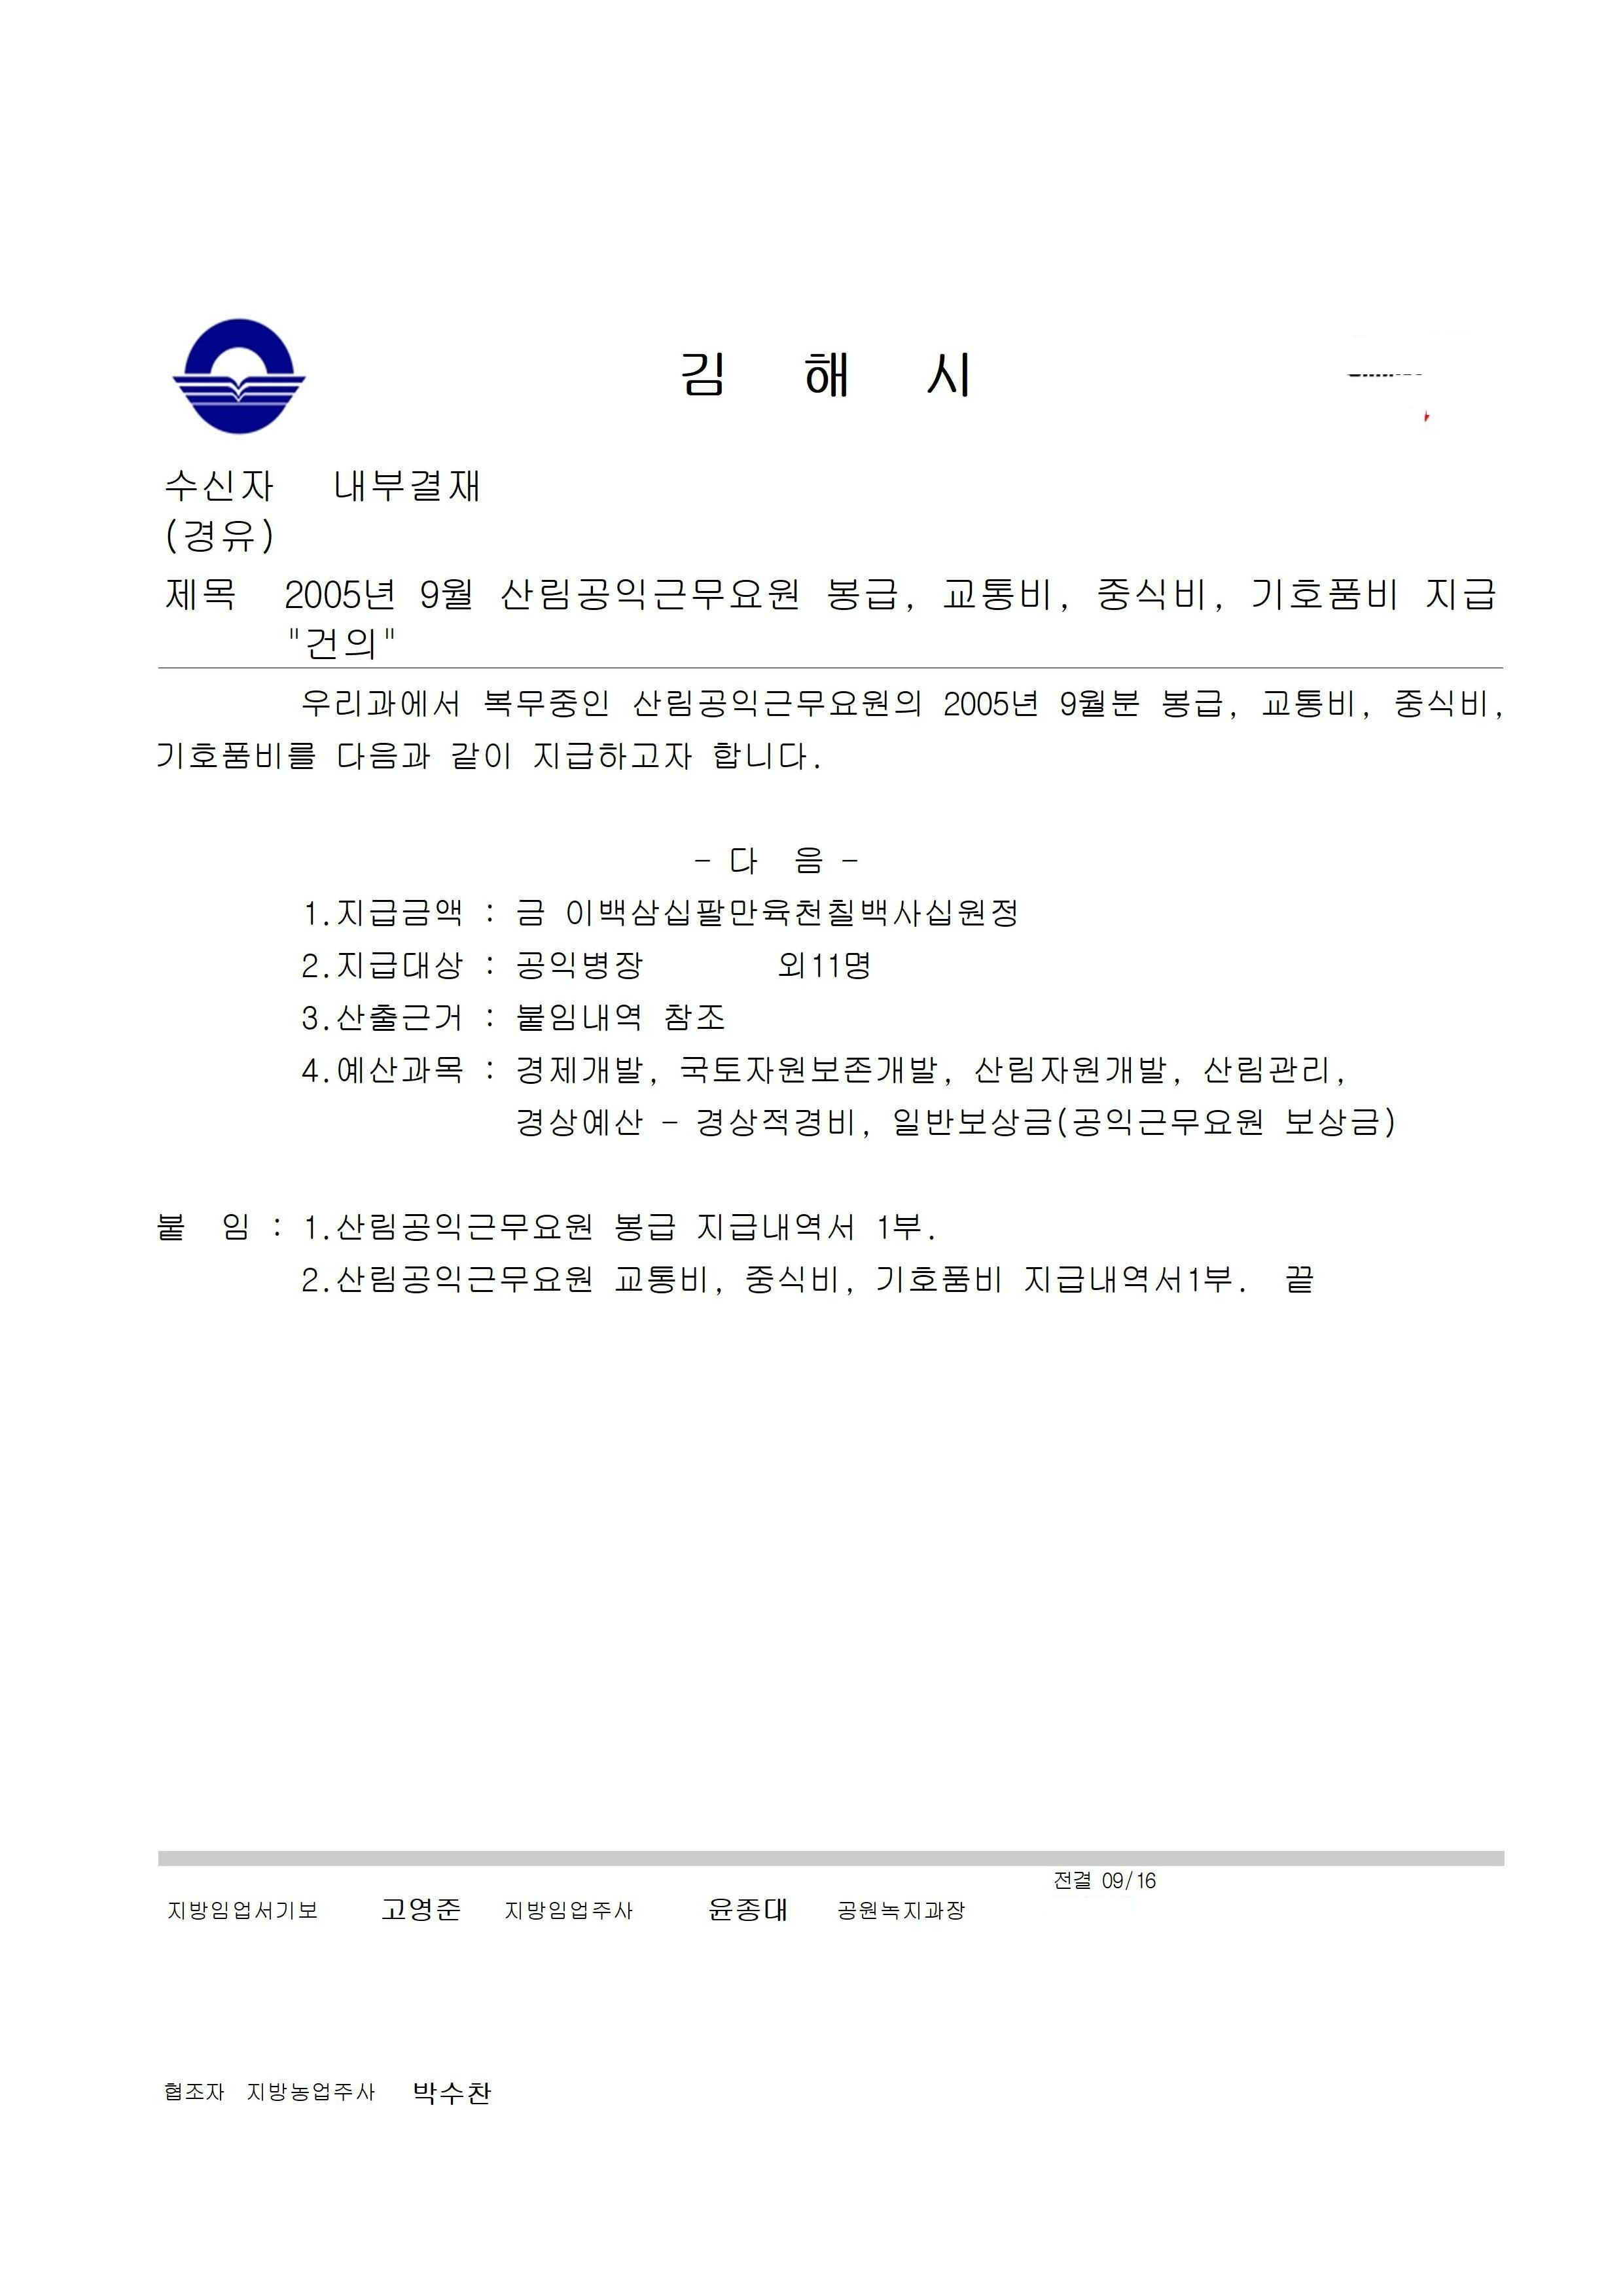 김 해 시
수신자 내부결재
(경유)
제목 2005년 9월 산림공익근무요원 봉급, 교통비, 중식비, 기호품비 지급
"건의"
우리과에서 복무중인 산림공익근무요원의 2005년 9월분 봉급, 교통비, 중식비,
기호품비를 다음과 같이 지급하고자 합니다.
- 다 음 -
1.지급금액 : 금 이백삼십팔만육천칠백사십원정
2.지급대상 : 공익병장 외11명
3.산출근거 : 붙임내역 참조
4.예산과목 : 경제개발, 국토자원보존개발, 산림자원개발, 산림관리,
경상예산 - 경상적경비, 일반보상금(공익근무요원 보상금)
붙 임 : 1.산림공익근무요원 봉급 지급내역서 1부.
2.산림공익근무요원 교통비, 중식비, 기호품비 지급내역서1부. 끝
전결 09/16
지방임업서기보 고영준 지방임업주사 윤종대 공원녹지과장
협조자 지방농업주사 박수찬